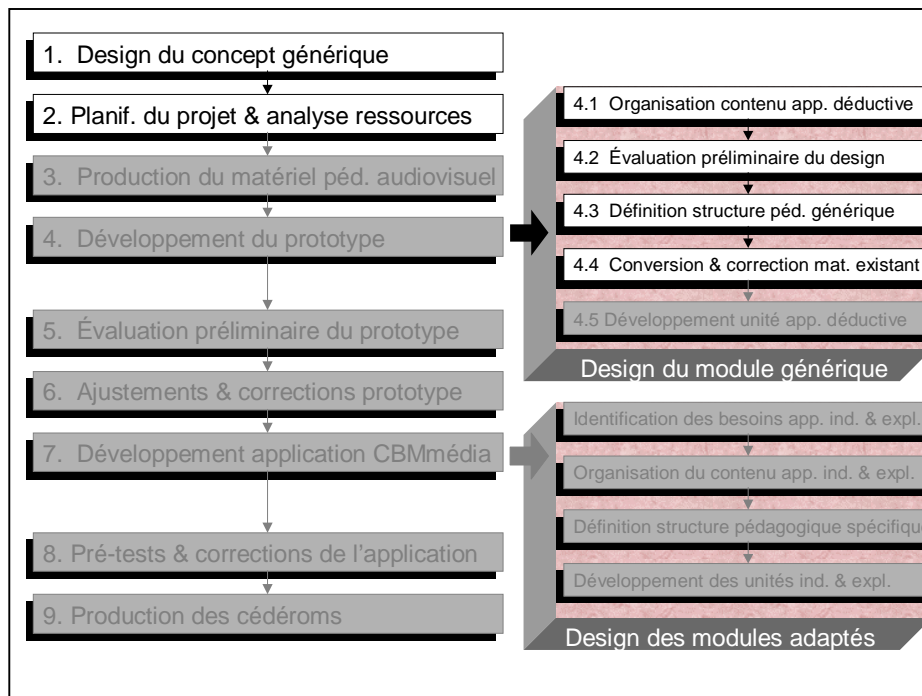 1. Design du concept générique
2. Planif. du projet & analyse ressources
3. Production du matériel péd. audiovisuel
4. Développement du prototype
5. Évaluation préliminaire du prototype
6. Ajustements & corrections prototype
7. Développement application CBMmédia
8. Pré-tests & corrections de l'application
9. Production des cédéroms
4.1 Organisation contenu app. déductive
4.2 Évaluation préliminaire du design
4.3 Définition structure péd. générique
4.4 Conversion & correction mat. existant
4.5 Développement unité app. déductive
Design du module générique
Identification des besoins app. ind. & expl.
Organisation du contenu app. ind. & expl.
Définition structure pédagogique spécifique
Développement des unités ind. & expl.
Design des modules adaptés